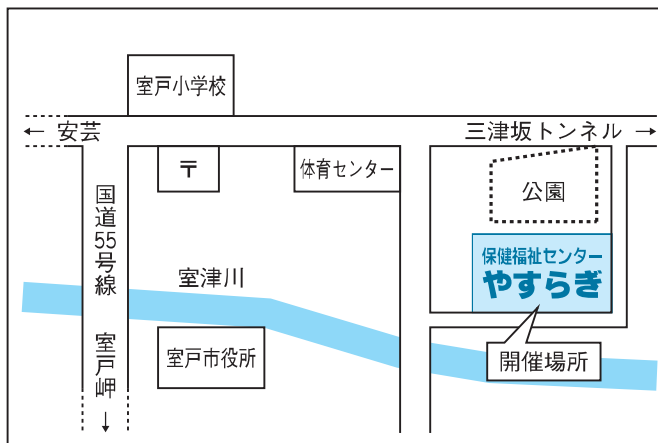 室戸小学校
← 安芸
三津坂トンネル →
〒
体育センター
公園
国道55号線
保健福祉センター
やすらぎ
室津川
室戸市役所
開催場所
室戸岬
↓